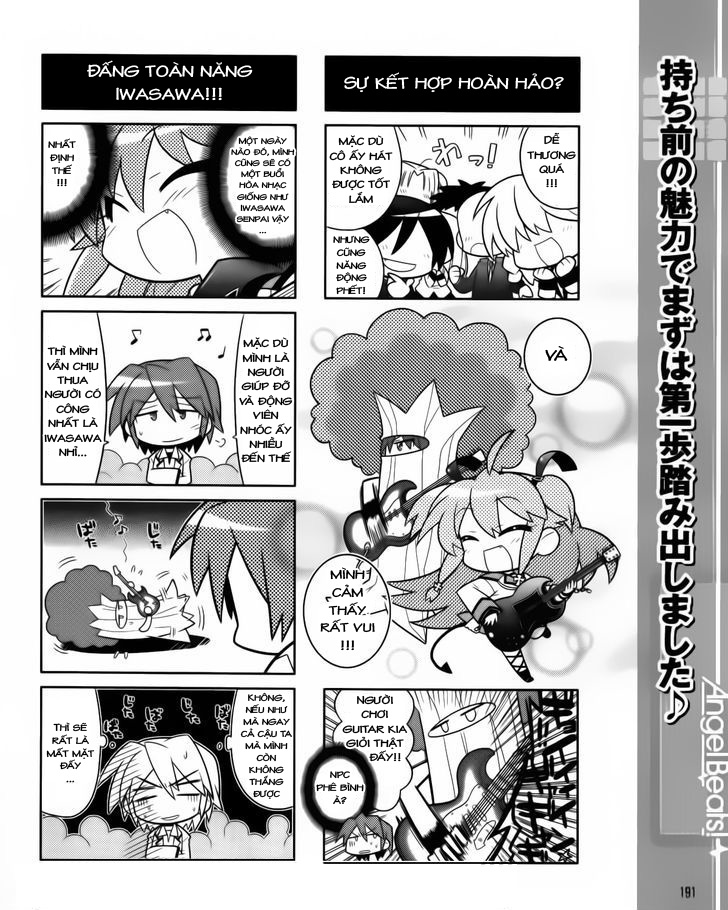 SỰ KẾT HỢP HOÀN HẢO?
DỄ
THƯƠNG
QUÁ !!!
わっ!
MẶC DÙ
CÔ ẤY HÁT
KHÔNG
ĐƯỢC TỐT
LẮM
NHƯNG
CŨNG
NĂNG
ĐỘNG
PHẾT!
VÀ
MÌNH
CẢM
THẤY
RẤT VUI
!!!
NGƯỜI
CHƠI
GUITAR KIA
GIỎI THẬT
ĐẤY!!
NPC
PHÊ BÌNH
À?
ĐẤNG TOÀN NĂNG
IWASAWA!!!
MỘT NGÀY
NÀO ĐÓ, MÌNH
CŨNG SẼ CÓ
MỘT BUỔI
HÒA NHẠC
GIỐNG NHƯ
IWASAWA
SENPAI VẬY
...
NHẤT
ĐỊNH THẾ
!!!
MẶC DÙ
MÌNH LÀ
NGƯỜI
GIÚP ĐỠ
VÀ ĐỘNG
VIÊN
NHÓC ẤY
NHIỀU
ĐẾN THẾ
THÌ MÌNH
VẪN CHỊU
THUA
NGƯỜI CÓ
CÔNG
NHẤT LÀ
IWASAWA
NHỈ...
じた
ばた
KHÔNG,
NẾU NHƯ
MÀ NGAY
CẢ CẬU TA
MÀ MÌNH
CÒN
KHÔNG
THẮNG
ĐƯỢC
THÌ SẼ
RẤT LÀ
MẤT MẶT
ĐẤY
...
持ち前の魅力でまずは第一歩踏み出しました♪
Angel Beats!
191